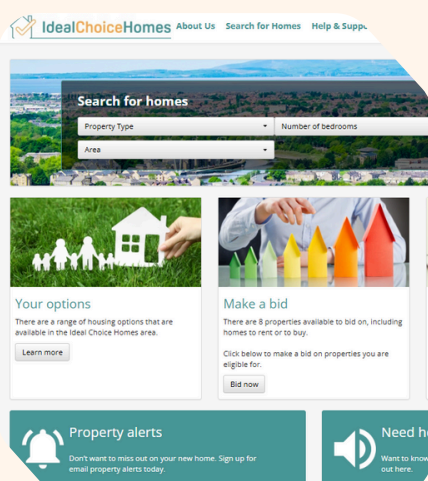 IdealChoiceHomes About Us Search for Homes Help &
Search for homes
Property Type Number of bedrooms
Area
Your options
There are a range of housing options that are
available in the Ideal Choice Homes area.
Learn more
Make a bid
There are 8 properties available to bid on, including
homes to rent or to buy.
Click below to make a bid on properties you are
eligible for.
Bid now
Property alerts
Don't want to miss out on your new home. Sign up for
email property alerts today.
Need
Want to know
out here.